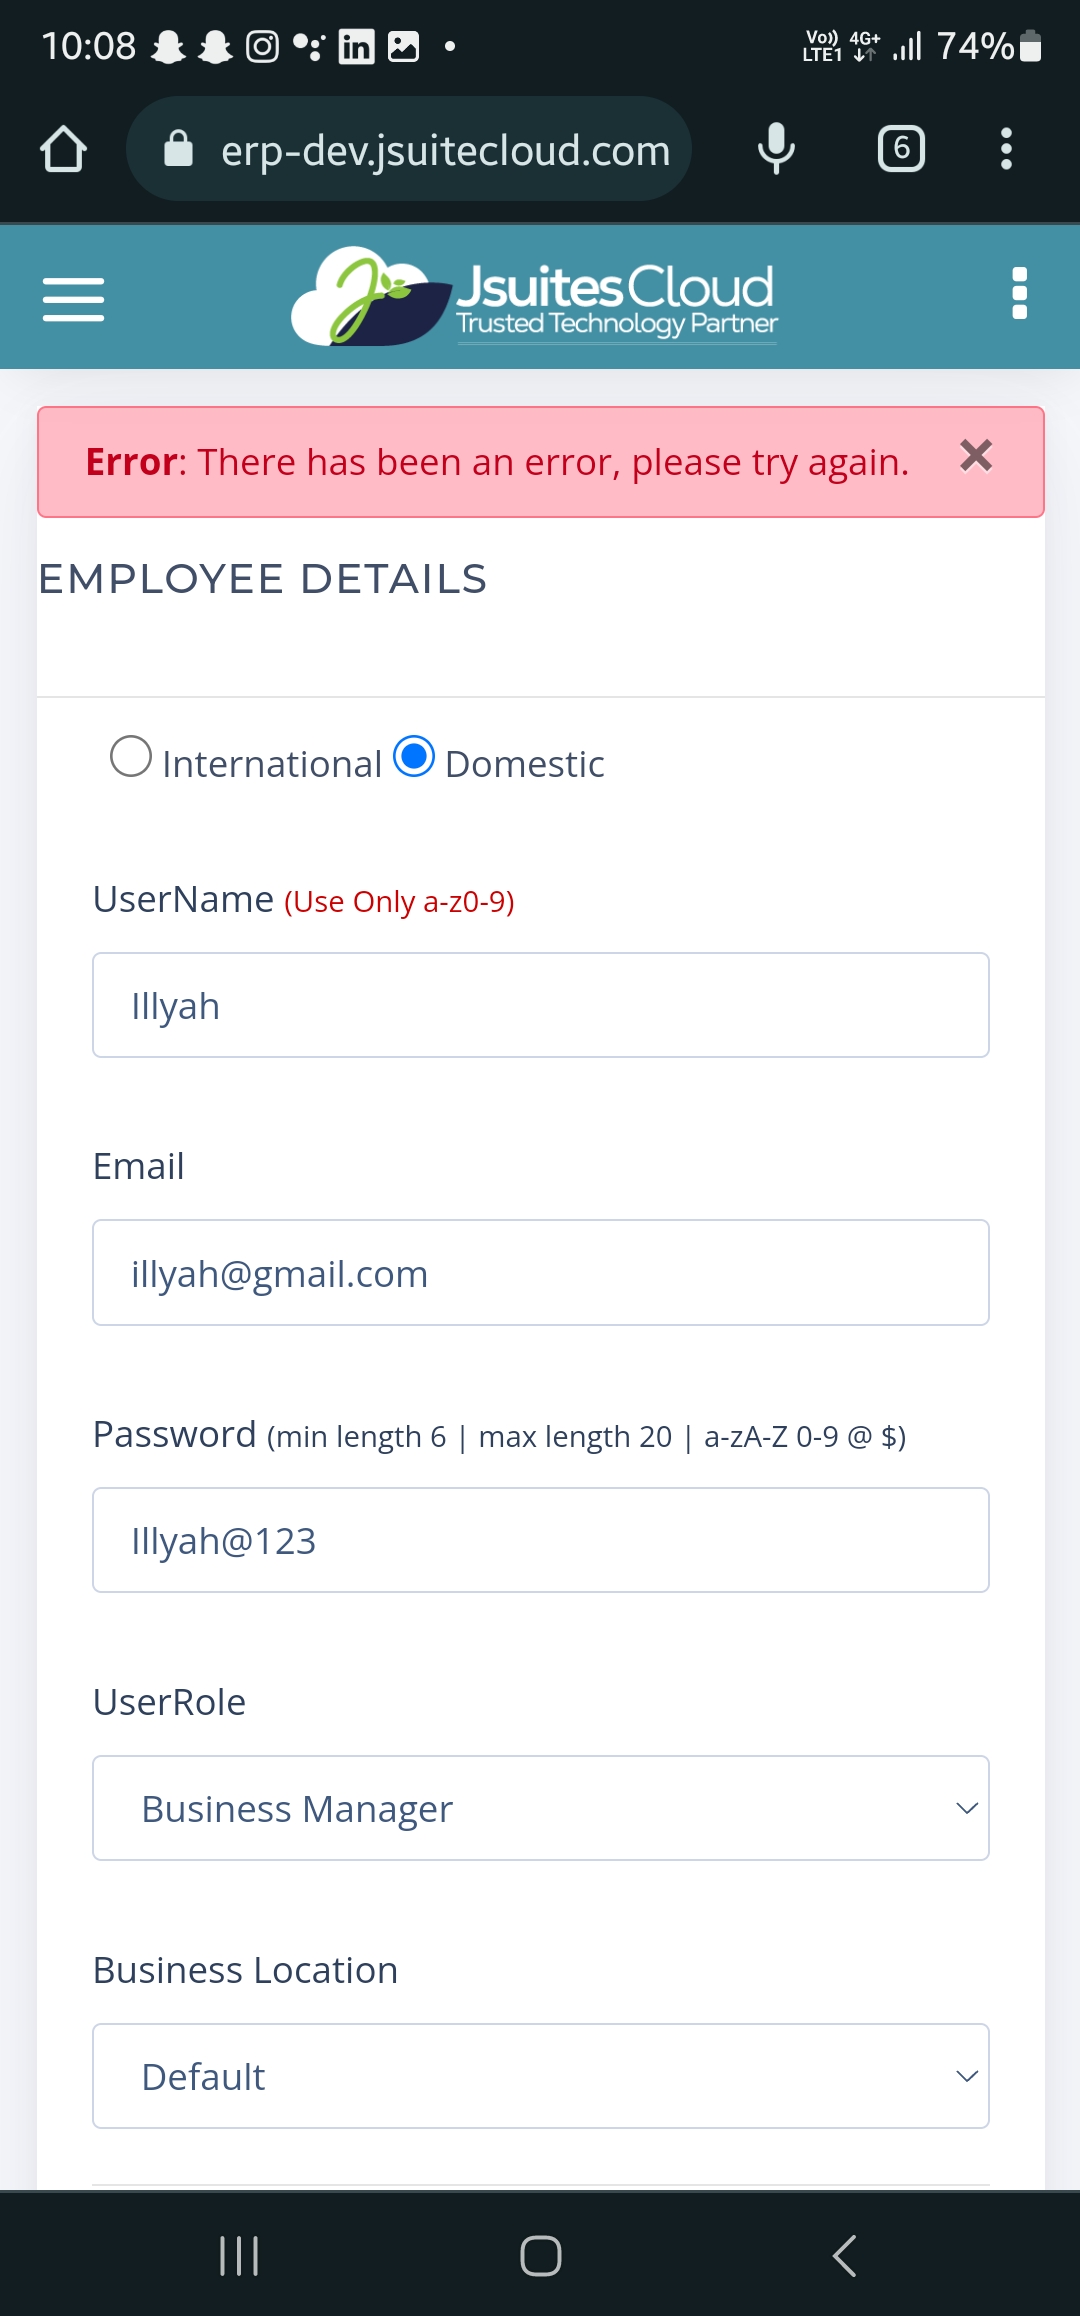 10:08
Vo)) 4G+
LTE1
74%
erp-dev.jsuitecloud.com
6
JsuitesCloud
Trusted Technology Partner
Error: There has been an error, please try again.
EMPLOYEE DETAILS
International Domestic
UserName (Use Only a-z0-9)
Illyah
Email
illyah@gmail.com
Password (min length 6 | max length 20 | a-zA-Z 0-9 @ $)
Illyah@123
UserRole
Business Manager
Business Location
Default